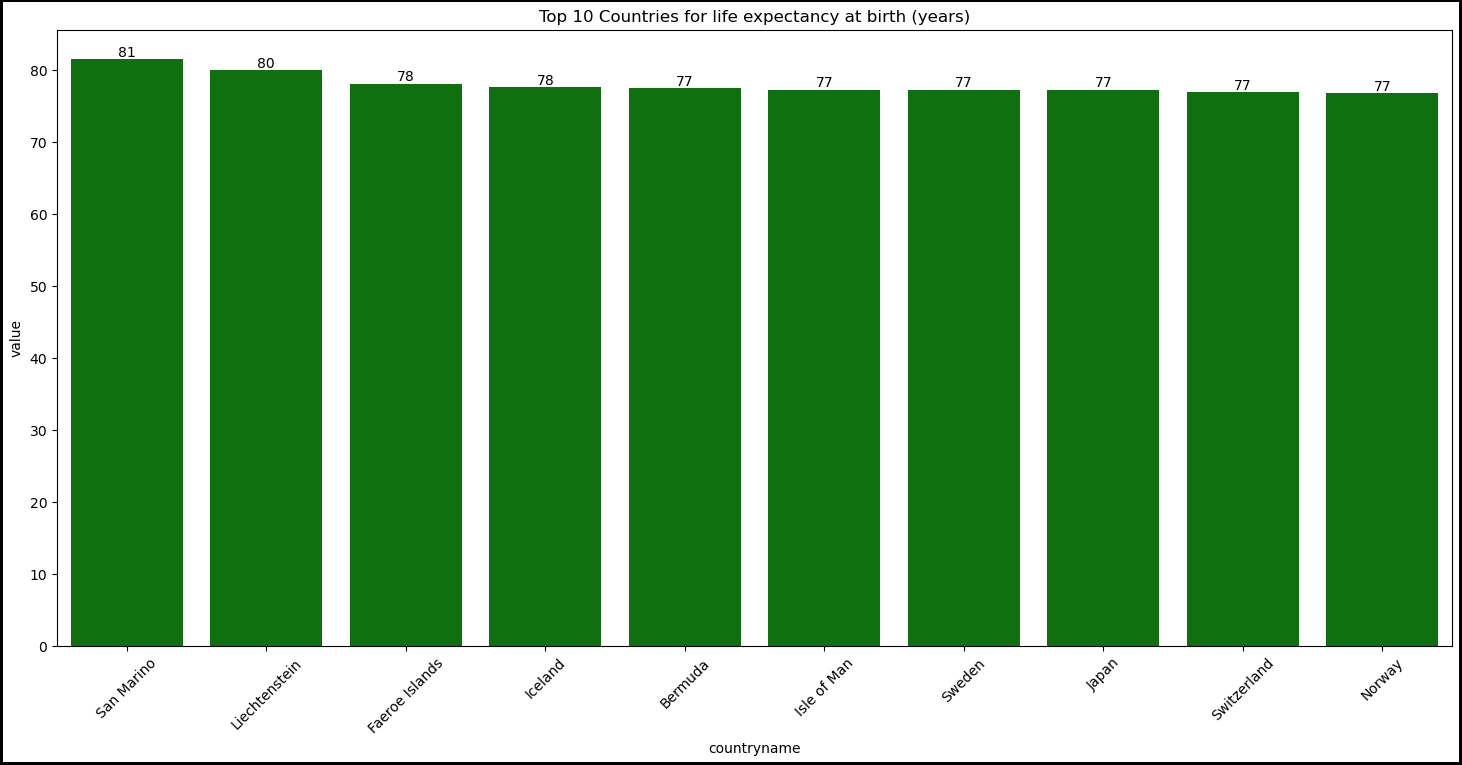 Top 10 Countries for life expectancy at birth (years)
81
80
78
78
77
77
77
77
77
77
80
70
60
50
40
30
20
10
0
value
San Marino
Liechtenstein
Faeroe Islands
Iceland
Bermuda
Isle of Man
Sweden
Japan
Switzerland
Norway
countryname